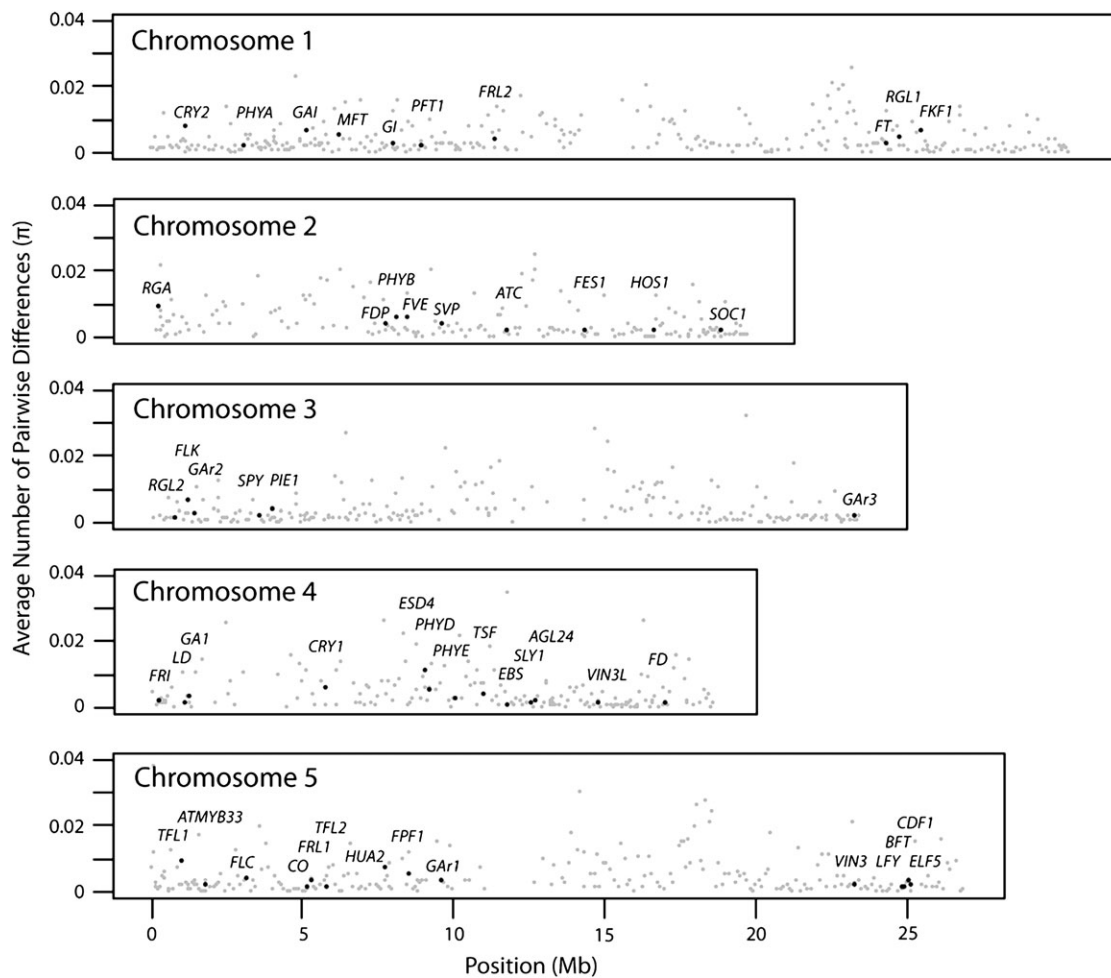 0.04
Chromosome 1
0.02
CRY2 PHYA GAI MFT GI PFT1 FRL2 RGL1 FT FKF1
0
0.04
Chromosome 2
0.02
RGA FDP PHYB FVE SVP ATC FES1 HOS1 SOC1
0
0.04
Chromosome 3
0.02
RGL2 FLK GAr2 SPY PIE1 GAr3
0
0.04
Chromosome 4
0.02
FRI LD GA1 CRY1 ESD4 PHYD PHYE TSF EBS SLY1 AGL24 VIN3L FD
0
0.04
Chromosome 5
0.02
TFL1 ATMYB33 FLC CO FRL1 TFL2 HUA2 FPF1 GAr1 VIN3 LFY BFT CDF1 ELF5
0
0 5 10 15 20 25
Position (Mb)
Average Number of Pairwise Differences (π)